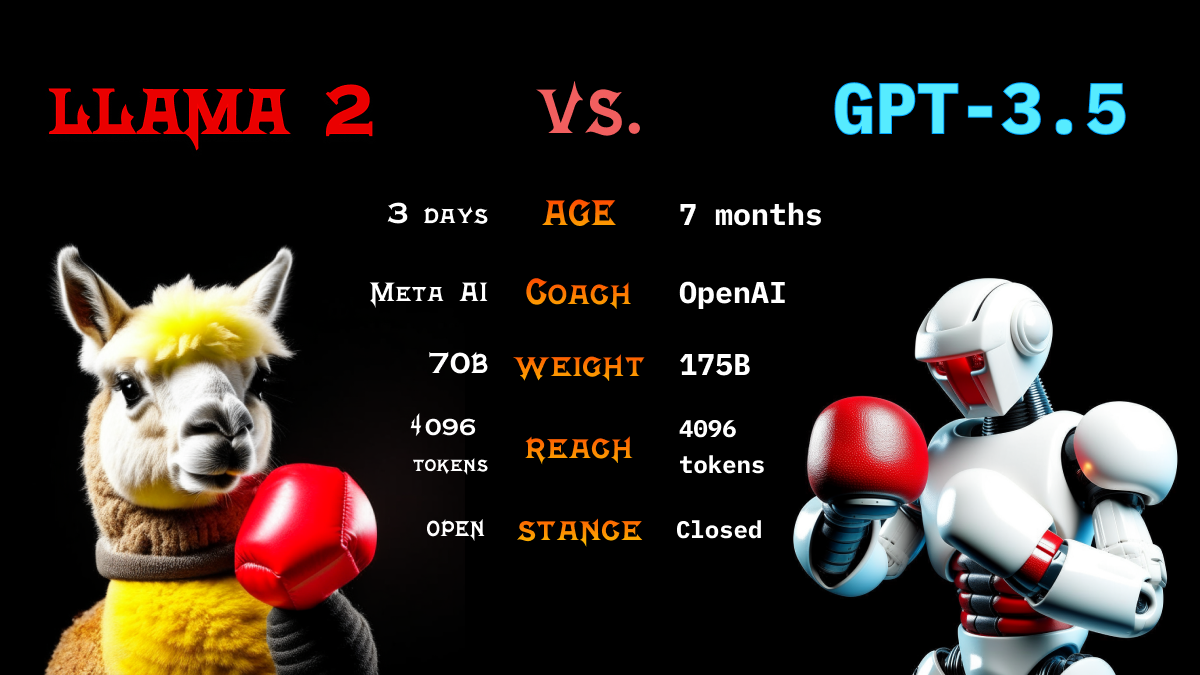 LLAMA 2 VS. GPT-3.5
3 DAYS AGE 7 months
META AI COACH OpenAI
70B WEIGHT 175B
4096 TOKENS REACH 4096 tokens
OPEN STANCE Closed